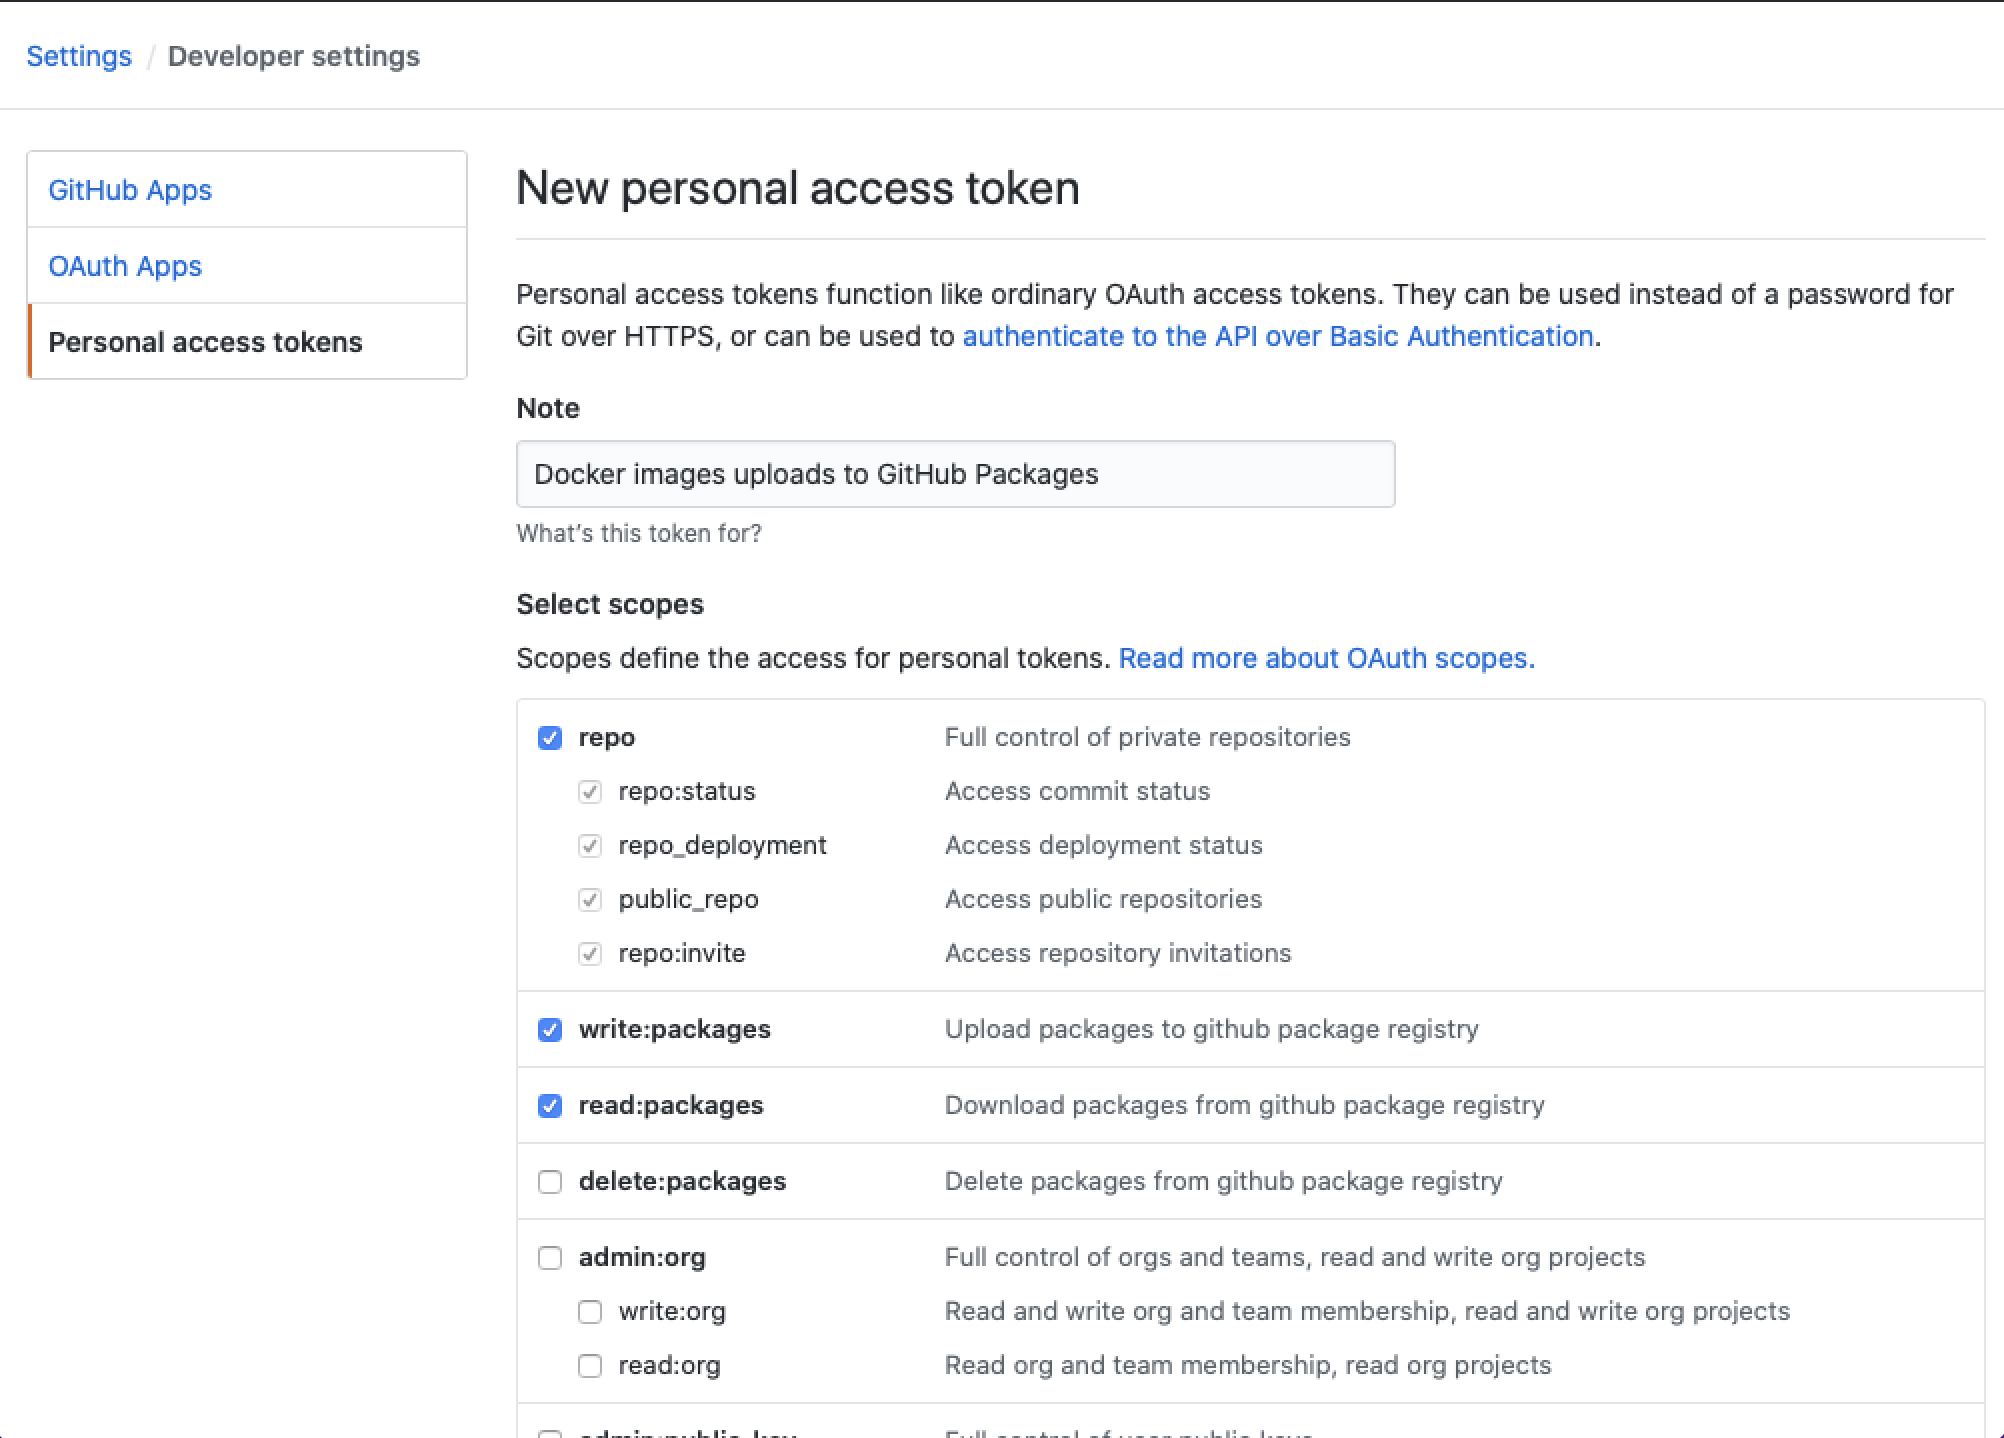 Settings / Developer settings
GitHub Apps
OAuth Apps
Personal access tokens
New personal access token
Personal access tokens function like ordinary OAuth access tokens. They can be used instead of a password for
Git over HTTPS, or can be used to authenticate to the API over Basic Authentication.
Note
Docker images uploads to GitHub Packages
What's this token for?
Select scopes
Scopes define the access for personal tokens. Read more about OAuth scopes.
repo Full control of private repositories
repo:status Access commit status
repo_deployment Access deployment status
public_repo Access public repositories
repo:invite Access repository invitations
write:packages Upload packages to github package registry
read:packages Download packages from github package registry
delete:packages Delete packages from github package registry
admin:org Full control of orgs and teams, read and write org projects
write:org Read and write org and team membership, read and write org projects
read:org Read org and team membership, read org projects
admin:public_key Full control of user public keys